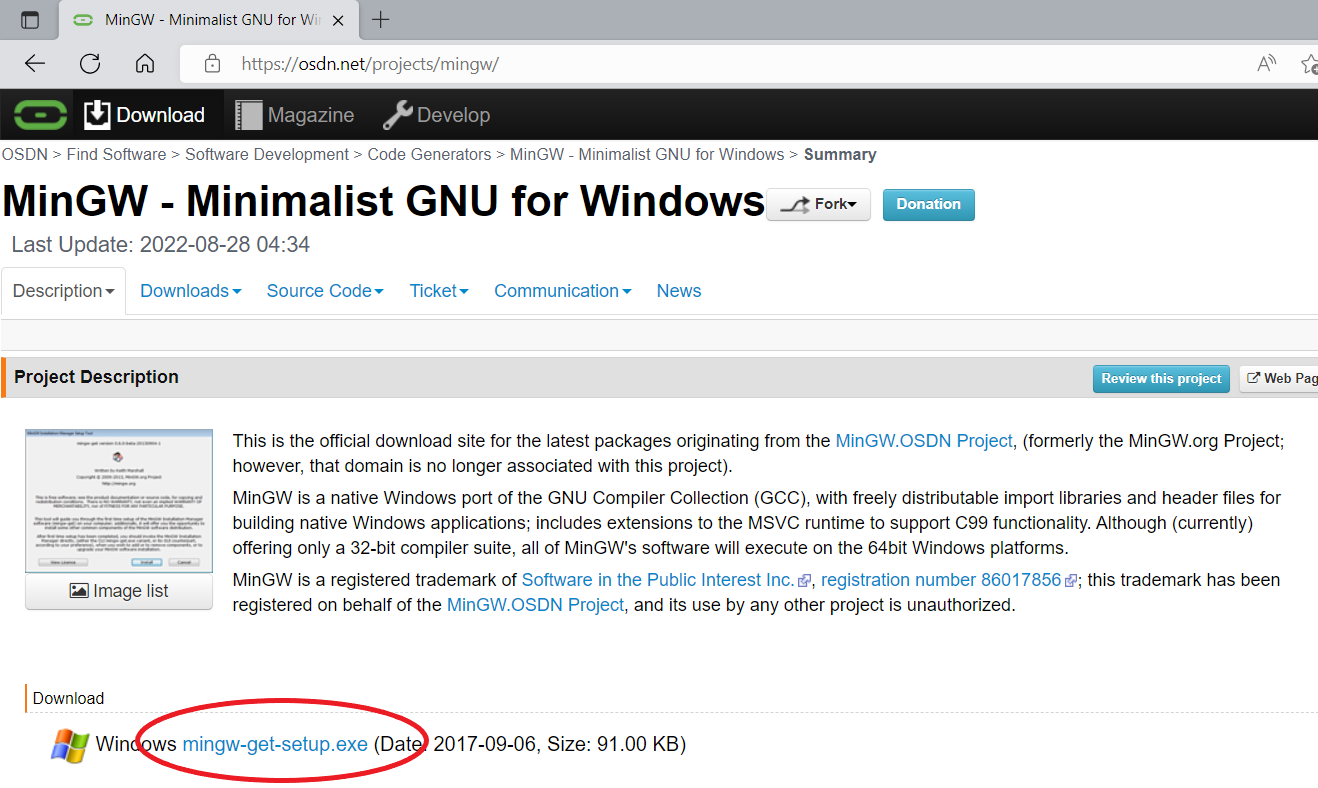 MinGW - Minimalist GNU for Wi
https://osdn.net/projects/mingw/
Download Magazine Develop
OSDN > Find Software > Software Development > Code Generators > MinGW - Minimalist GNU for Windows > Summary
MinGW - Minimalist GNU for Windows Fork Donation
Last Update: 2022-08-28 04:34
Description Downloads Source Code Ticket Communication News
Project Description Review this project Web Pag
This is the official download site for the latest packages originating from the MinGW.OSDN Project, (formerly the MinGW.org Project;
however, that domain is no longer associated with this project).
MinGW is a native Windows port of the GNU Compiler Collection (GCC), with freely distributable import libraries and header files for
building native Windows applications; includes extensions to the MSVC runtime to support C99 functionality. Although (currently)
offering only a 32-bit compiler suite, all of MinGW's software will execute on the 64bit Windows platforms.
MinGW is a registered trademark of Software in the Public Interest Inc., registration number 86017856; this trademark has been
registered on behalf of the MinGW.OSDN Project, and its use by any other project is unauthorized.
Image list
Download
Windows mingw-get-setup.exe (Date: 2017-09-06, Size: 91.00 KB)